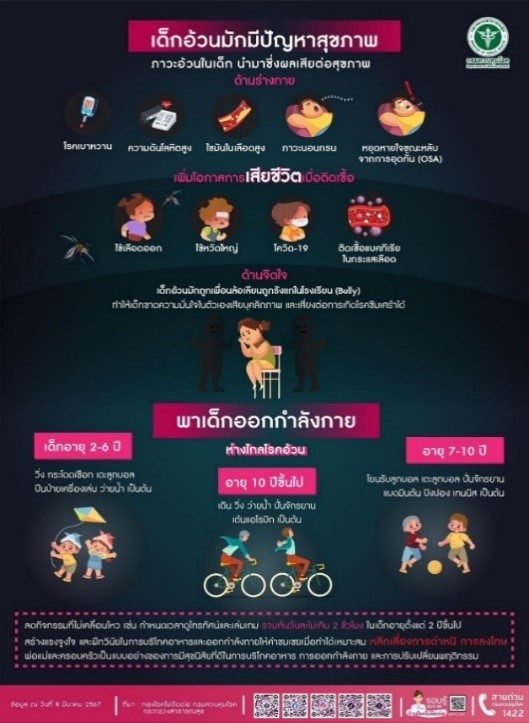 เด็กอ้วนมักมีปัญหาสุขภาพ
ภาวะอ้วนในเด็ก นำมาซึ่งผลเสียต่อสุขภาพ
ด้านร่างกาย
โรคเบาหวาน
ความดันโลหิตสูง
ไขมันในเลือดสูง
ภาวะนอนกรน
หยุดหายใจขณะหลับ
จากการอุดกั้น (OSA)
เพิ่มโอกาสการเสียชีวิตเมื่อติดเชื้อ
ไข้เลือดออก
ไข้หวัดใหญ่
โควิด-19
ติดเชื้อแบคทีเรีย
ในกระแสเลือด
ด้านจิตใจ
เด็กอ้วนมักถูกเพื่อนล้อเลียนถูกรังแกในโรงเรียน (Bully)
ทำให้เด็กขาดความมั่นใจในตัวเองเสียบุคลิกภาพ และเสี่ยงต่อการเกิดโรคซึมเศร้าได้
พาเด็กออกกำลังกาย
ห่างไกลโรคอ้วน
เด็กอายุ 2-6 ปี
วิ่ง กระโดดเชือก เตะลูกบอล
ปีนป่ายเครื่องเล่น ว่ายน้ำ เป็นต้น
อายุ 10 ปีขึ้นไป
เดิน วิ่ง ว่ายน้ำ ปั่นจักรยาน
เต้นแอโรบิก เป็นต้น
อายุ 7-10 ปี
โยนรับลูกบอล เตะลูกบอล ปั่นจักรยาน
แบดมินตัน ปิงปอง เทนนิส เป็นต้น
ลดกิจกรรมที่ไม่เคลื่อนไหว เช่น กำหนดเวลาดูโทรทัศน์และเล่นเกม รวมกันวันละไม่เกิน 2 ชั่วโมง ในเด็กอายุตั้งแต่ 2 ปีขึ้นไป
สร้างแรงจูงใจ และฝึกวินัยในการบริโภคอาหารและออกกำลังกายให้คำชมเชยเมื่อทำได้เหมาะสม หลีกเลี่ยงการตำหนิ การลงโทษ
พ่อแม่และครอบครัวเป็นแบบอย่างของการมีสุขนิสัยที่ดีในการบริโภคอาหาร การออกกำลังกาย และการปรับเปลี่ยนพฤติกรรม
ข้อมูล ณ วันที่ 8 มีนาคม 2567
ที่มา : กองโรคไม่ติดต่อ กรมควบคุมโรค
กระทรวงสาธารณสุข
สายด่วน
กรมควบคุมโรค
1422